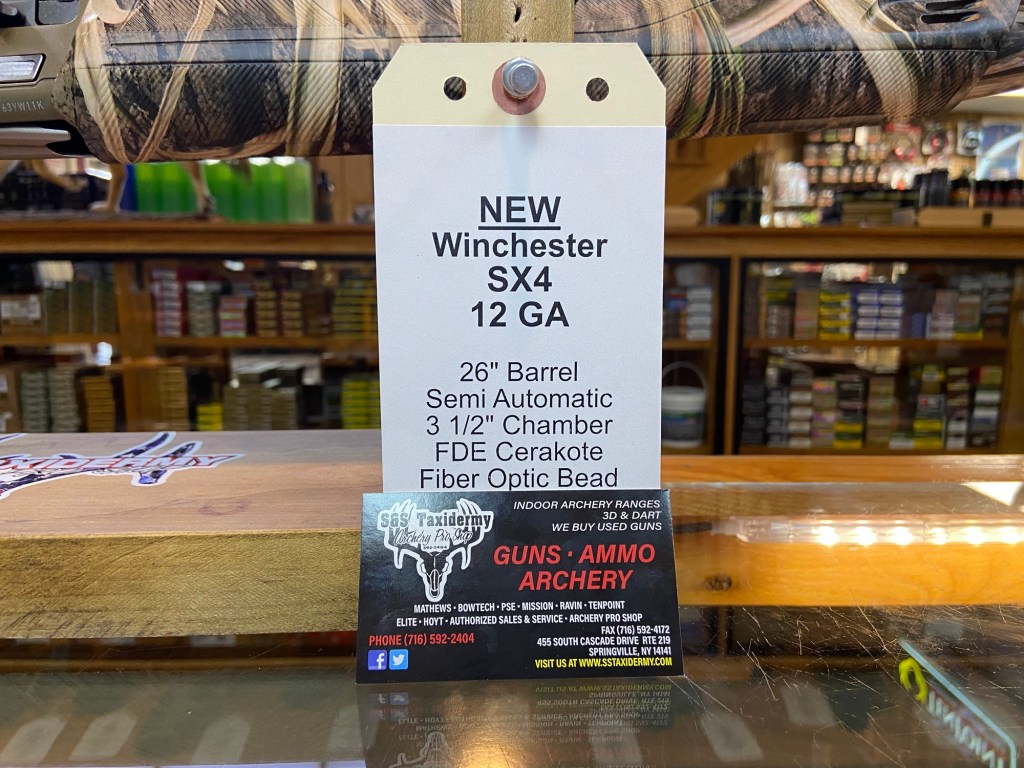 63YW11K
NEW
Winchester
SX4
12 GA
26" Barrel
Semi Automatic
3 1/2" Chamber
FDE Cerakote
Fiber Optic Bead
S&S Taxidermy
Archery Pro Shop
INDOOR ARCHERY RANGES
3D & DART
WE BUY USED GUNS
GUNS · AMMO
ARCHERY
MATHEWS · BOWTECH · PSE · MISSION · RAVIN · TENPOINT
ELITE · HOYT · AUTHORIZED SALES & SERVICE · ARCHERY PRO SHOP
PHONE (716) 592-2404
FAX (716) 592-4172
455 SOUTH CASCADE DRIVE RTE 219
SPRINGVILLE, NY 14141
VISIT US AT WWW.SSTAXIDERMY.COM